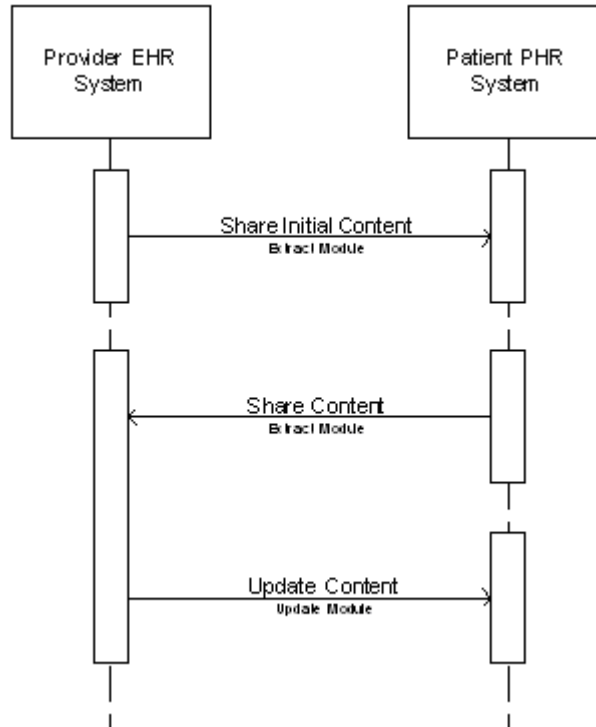 Provider EHR
System
Patient PHR
System
Share Initial Content
Extract Module
Share Content
Extract Module
Update Content
Update Module